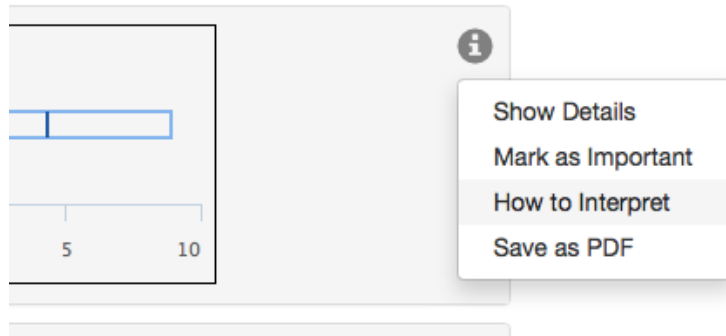 Show Details
Mark as Important
How to Interpret
Save as PDF
5 10